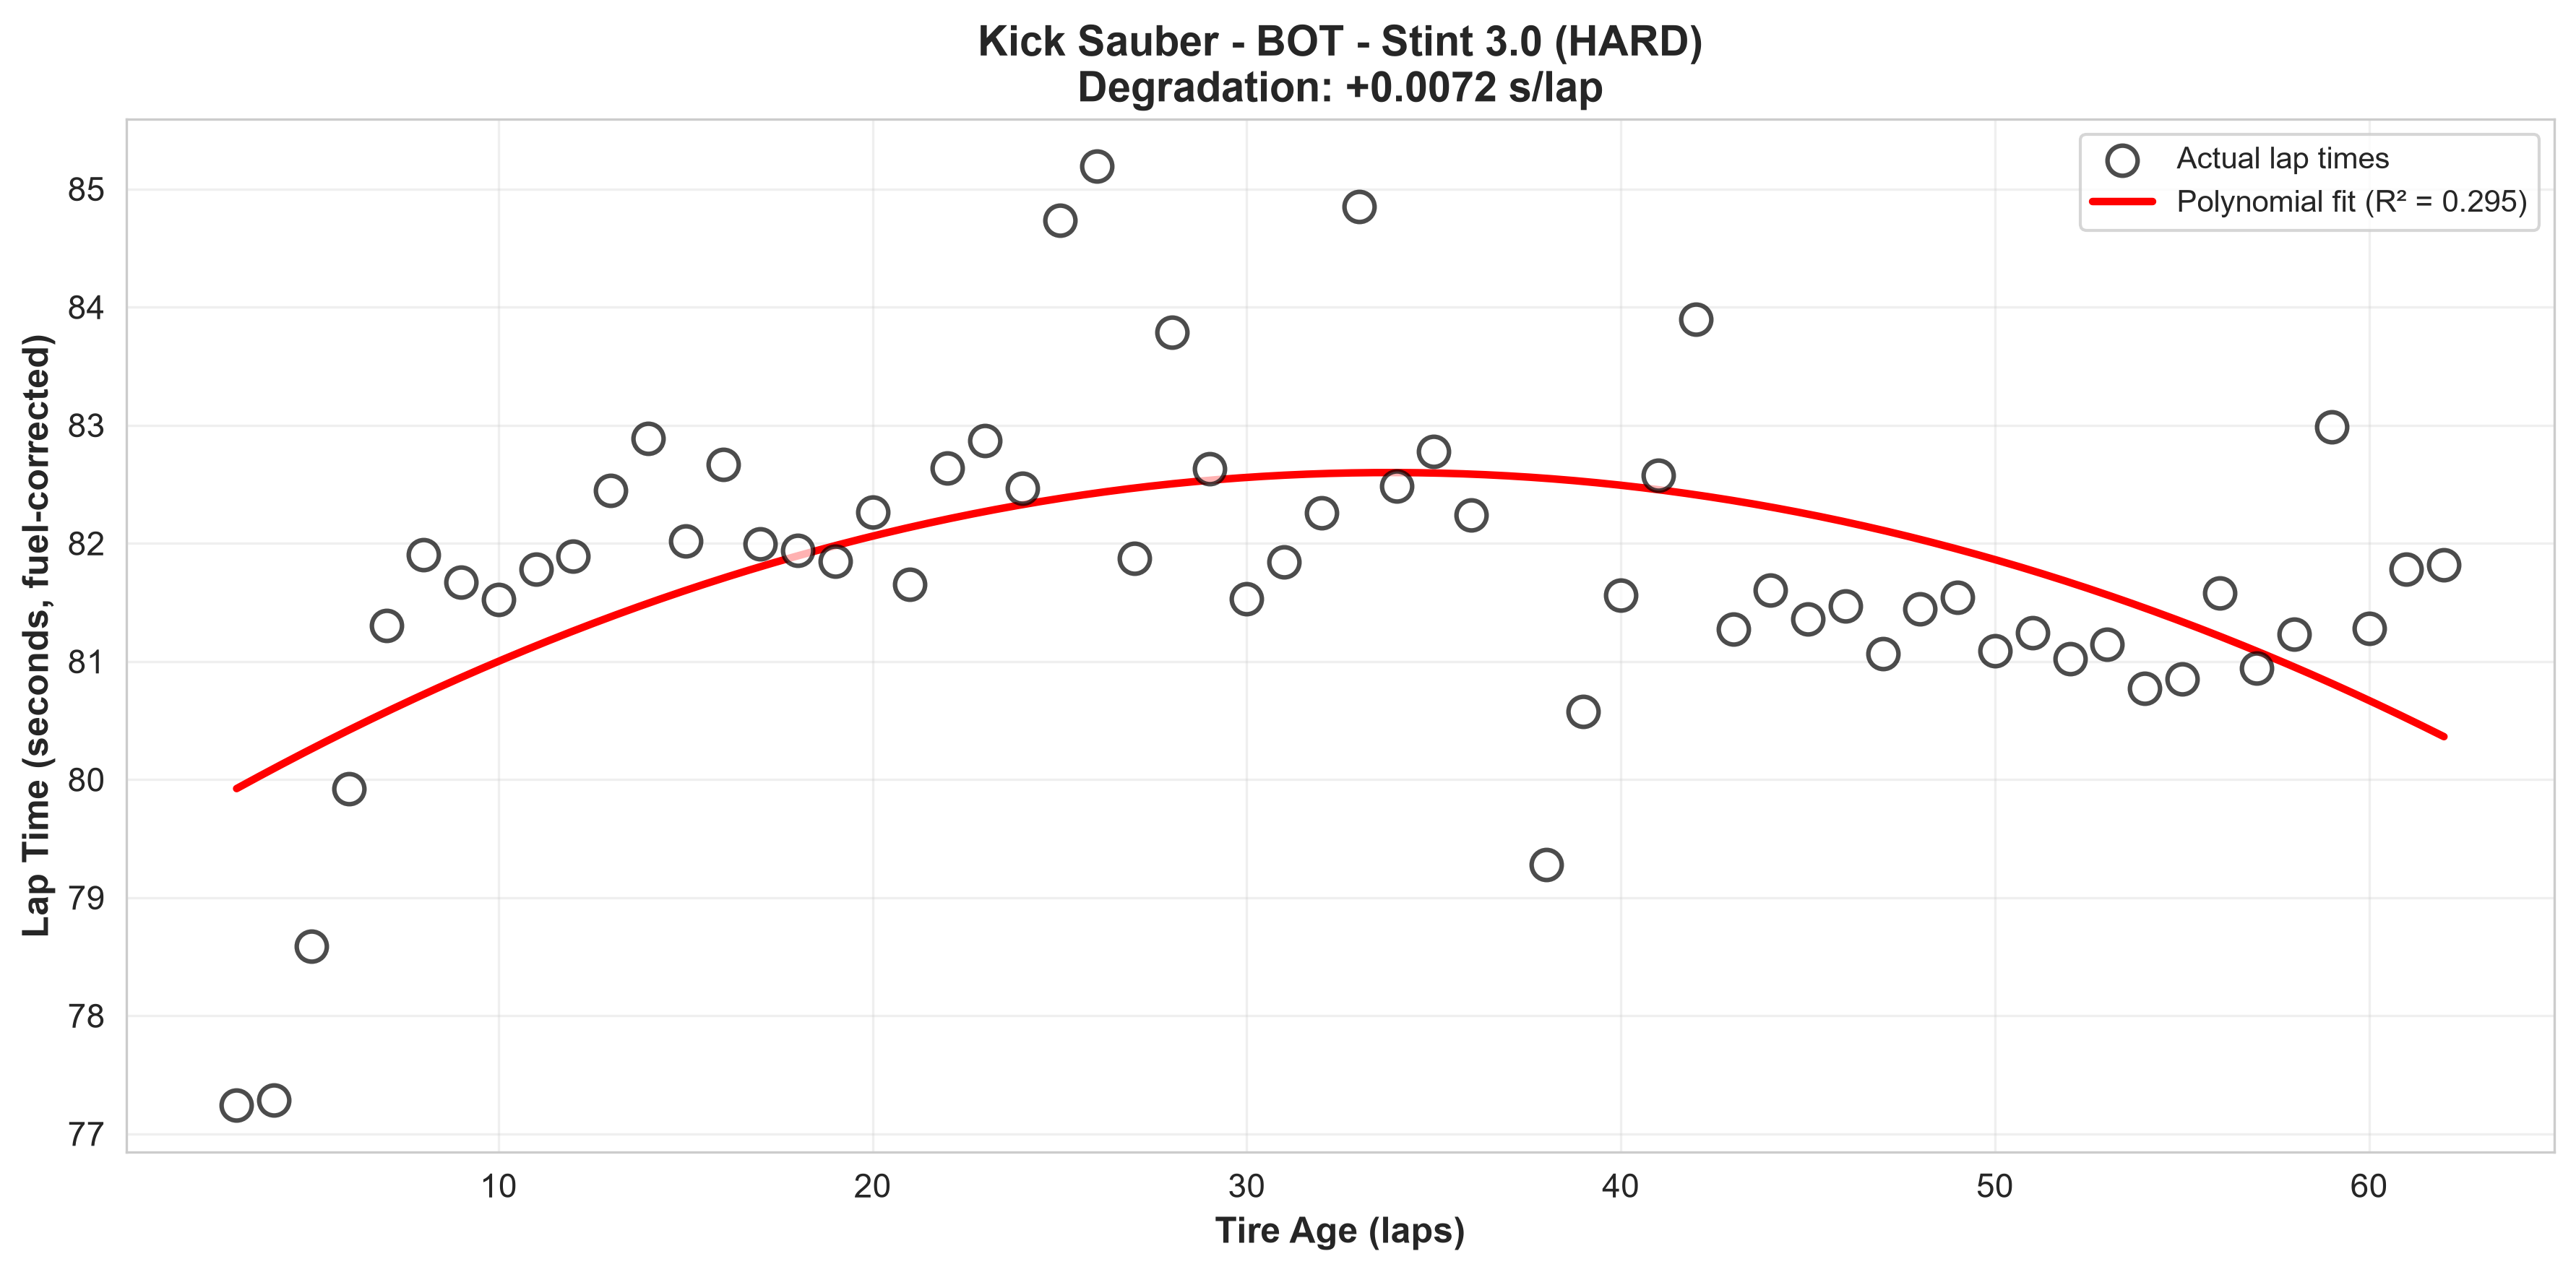 Kick Sauber - BOT - Stint 3.0 (HARD)
Degradation: +0.0072 s/lap
Actual lap times
Polynomial fit (R² = 0.295)
Lap Time (seconds, fuel-corrected)
85
84
83
82
81
80
79
78
77
10 20 30 40 50 60
Tire Age (laps)